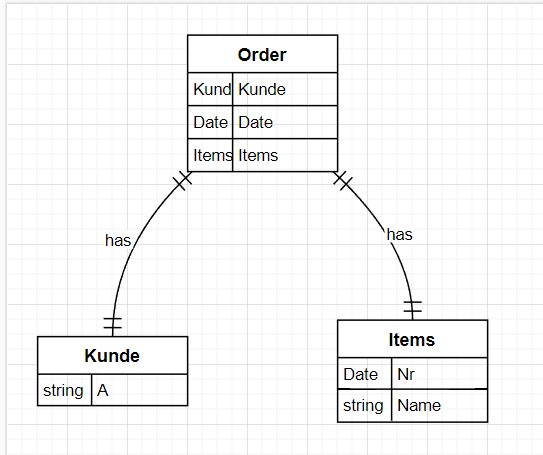 Order
Kund Kunde
Date Date
Items Items
has
has
Kunde
string A
Items
Date Nr
string Name